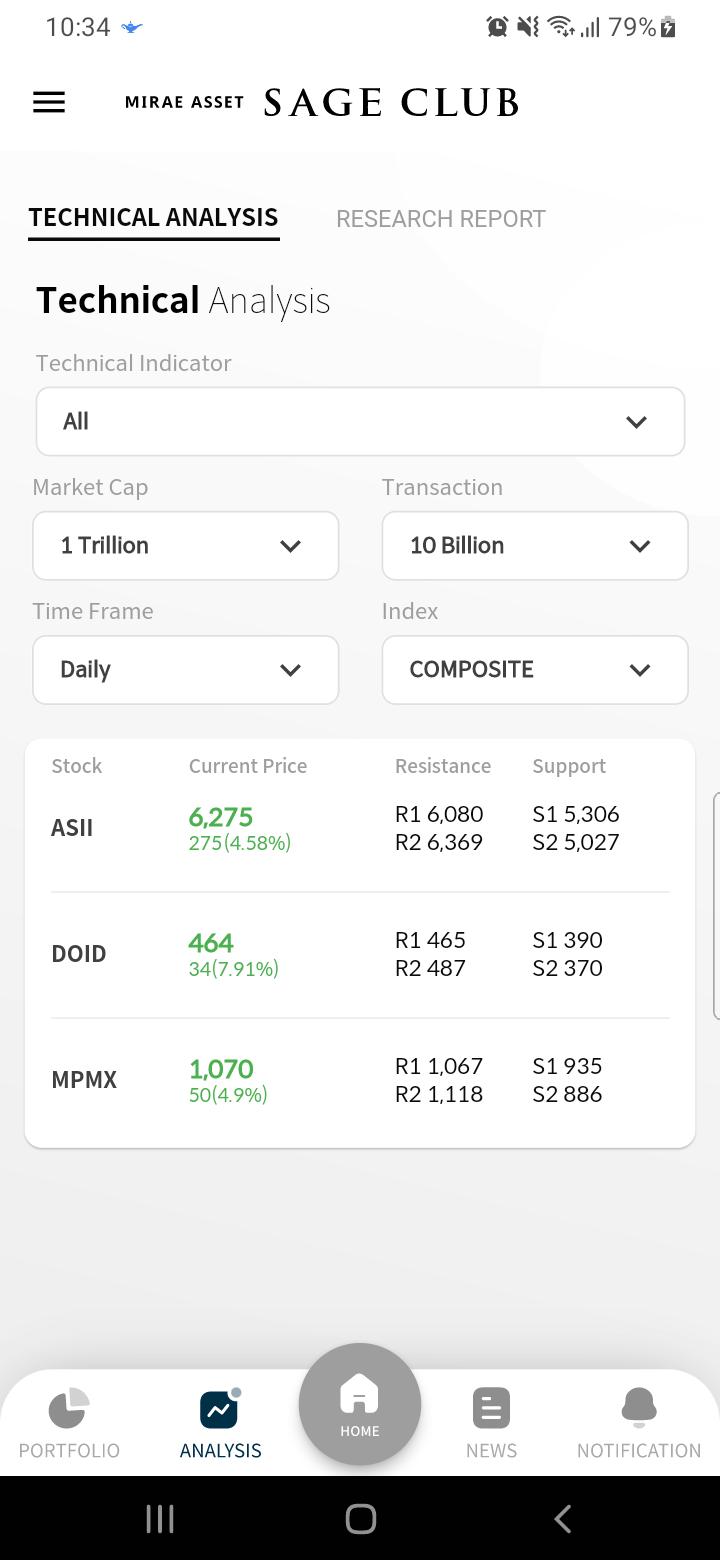 10:34 79%
MIRAE ASSET SAGE CLUB
TECHNICAL ANALYSIS RESEARCH REPORT
Technical Analysis
Technical Indicator
All
Market Cap Transaction
1 Trillion 10 Billion
Time Frame Index
Daily COMPOSITE
Stock Current Price Resistance Support
ASII 6,275 R1 6,080 S1 5,306
275(4.58%) R2 6,369 S2 5,027
DOID 464 R1 465 S1 390
34(7.91%) R2 487 S2 370
MPMX 1,070 R1 1,067 S1 935
50(4.9%) R2 1,118 S2 886
PORTFOLIO ANALYSIS HOME NEWS NOTIFICATION